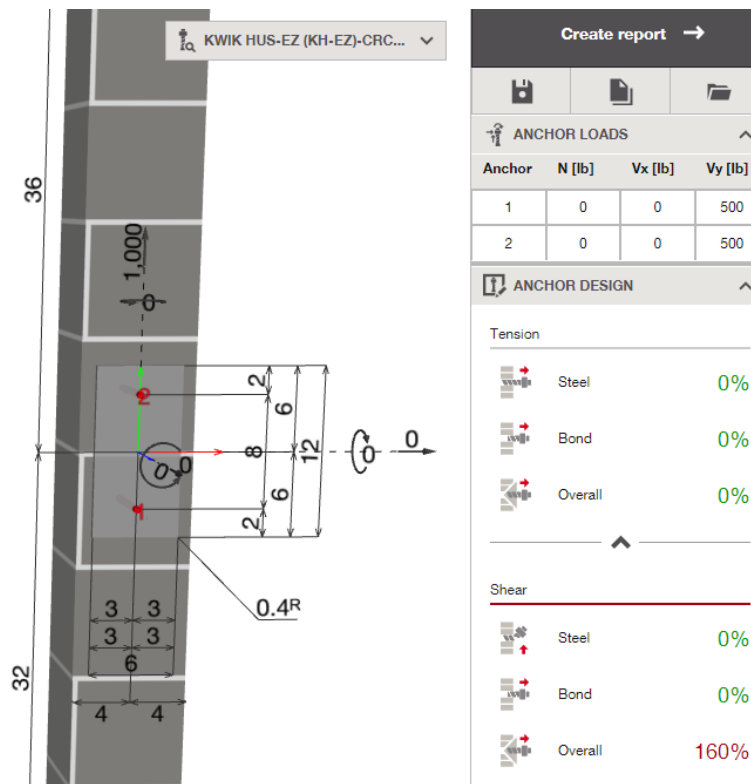 KWIK HUS-EZ (KH-EZ)-CRC...
Create report →
ANCHOR LOADS
Anchor N [lb] Vx [lb] Vy [lb]
1 0 0 500
2 0 0 500
ANCHOR DESIGN
Tension
Steel 0%
Bond 0%
Overall 0%
Shear
Steel 0%
Bond 0%
Overall 160%
36
1,000
0
2
2
6
8
12
0
0
0
0
1
6
2
0.4R
3 3
3 3
6
32
4 4